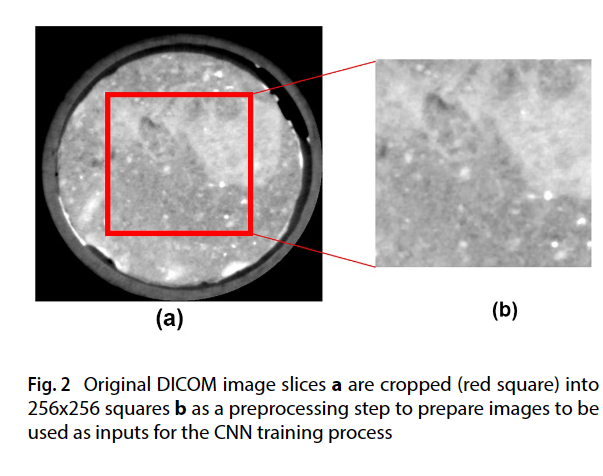 (a)
(b)
Fig. 2 Original DICOM image slices a are cropped (red square) into
256x256 squares b as a preprocessing step to prepare images to be
used as inputs for the CNN training process